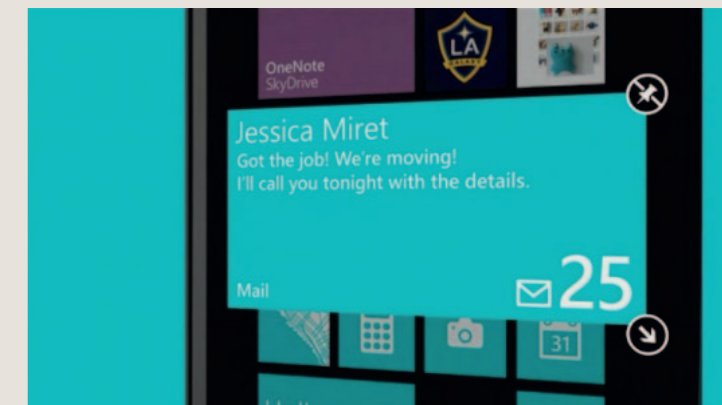 OneNote
SkyDrive
LA
GALAXY
Jessica Miret
Got the job! We're moving!
I'll call you tonight with the details.
Mail
25
31